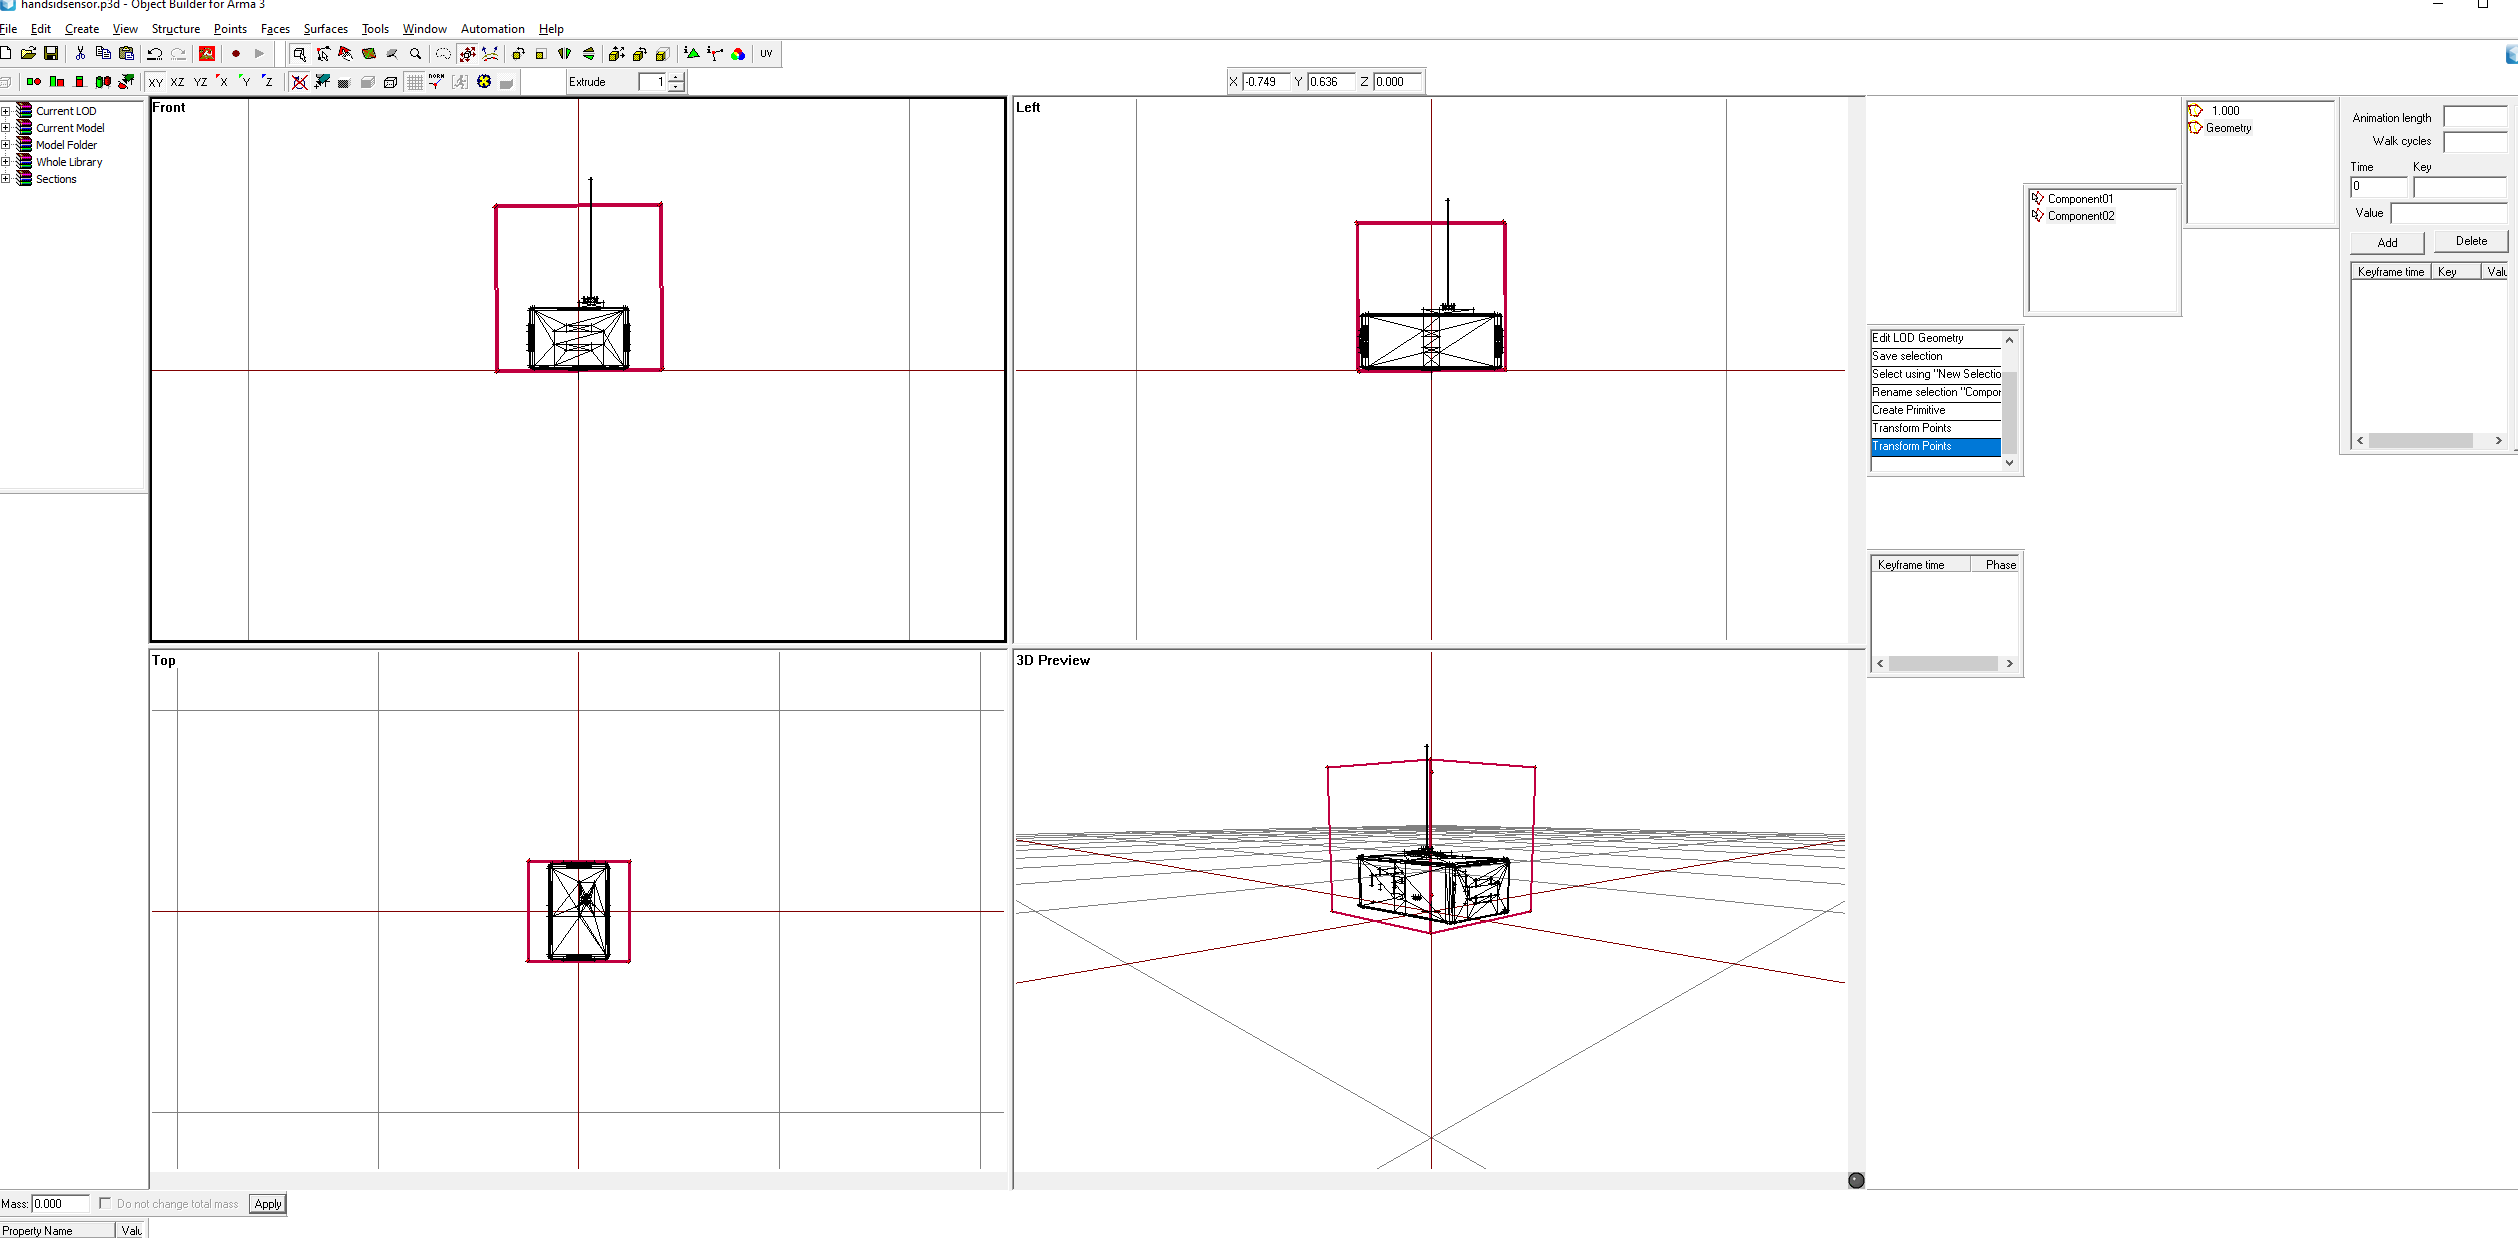 handsidsensor.p3d - Object Builder for Arma 3
File Edit Create View Structure Points Faces Surfaces Tools Window Automation Help
UV
XY XZ YZ X Y Z NORM Extrude 1 X -0.749 Y 0.636 Z 0.000
Current LOD
Current Model
Model Folder
Whole Library
Sections
Front
Left
Top
3D Preview
Component01
Component02
1.000
Geometry
Animation length
Walk cycles
Time Key
0
Value
Add Delete
Keyframe time Key Valu
Edit LOD Geometry
Save selection
Select using "New Selectio
Rename selection "Compor
Create Primitive
Transform Points
Transform Points
Keyframe time Phase
Mass: 0.000 Do not change total mass Apply
Property Name Valu